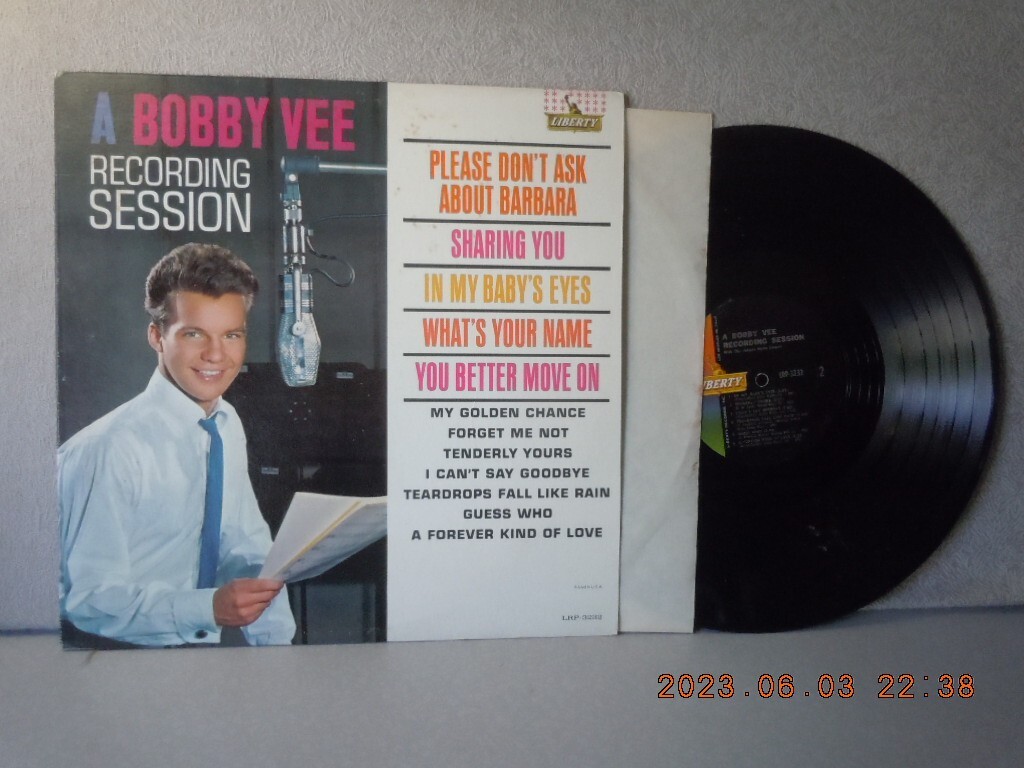 A BOBBY VEE
RECORDING
SESSION
LIBERTY
PLEASE DON'T ASK
ABOUT BARBARA
SHARING YOU
IN MY BABY'S EYES
WHAT'S YOUR NAME
YOU BETTER MOVE ON
MY GOLDEN CHANCE
FORGET ME NOT
TENDERLY YOURS
I CAN'T SAY GOODBYE
TEARDROPS FALL LIKE RAIN
GUESS WHO
A FOREVER KIND OF LOVE
LRP-3232
A BOBBY VEE
RECORDING SESSION
LIBERTY
LRP-3232 2
2023.06.03 22:38